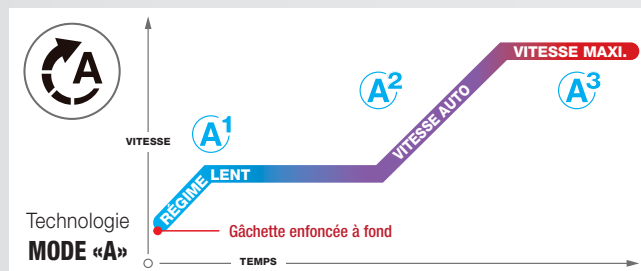 A
Technologie
MODE «A»
VITESSE
TEMPS
A1
RÉGIME LENT
A2
VITESSE AUTO
A3
VITESSE MAXI.
Gâchette enfoncée à fond